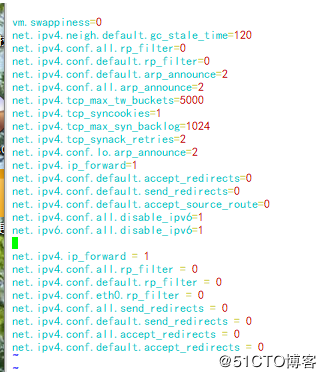 vm.swappiness=0
net.ipv4.neigh.default.gc_stale_time=120
net.ipv4.conf.all.rp_filter=0
net.ipv4.conf.default.rp_filter=0
net.ipv4.conf.default.arp_announce=2
net.ipv4.conf.all.arp_announce=2
net.ipv4.tcp_max_tw_buckets=5000
net.ipv4.tcp_syncookies=1
net.ipv4.tcp_max_syn_backlog=1024
net.ipv4.tcp_synack_retries=2
net.ipv4.conf.lo.arp_announce=2
net.ipv4.ip_forward=1
net.ipv4.conf.default.accept_redirects=0
net.ipv4.conf.default.send_redirects=0
net.ipv4.conf.default.accept_source_route=0
net.ipv4.conf.all.disable_ipv6=1
net.ipv6.conf.all.disable_ipv6=1
net.ipv4.ip_forward = 1
net.ipv4.conf.all.rp_filter = 0
net.ipv4.conf.default.rp_filter = 0
net.ipv4.conf.eth0.rp_filter = 0
net.ipv4.conf.all.send_redirects = 0
net.ipv4.conf.default.send_redirects = 0
net.ipv4.conf.all.accept_redirects = 0
net.ipv4.conf.default.accept_redirects = 0
~
~
@51CTO博客